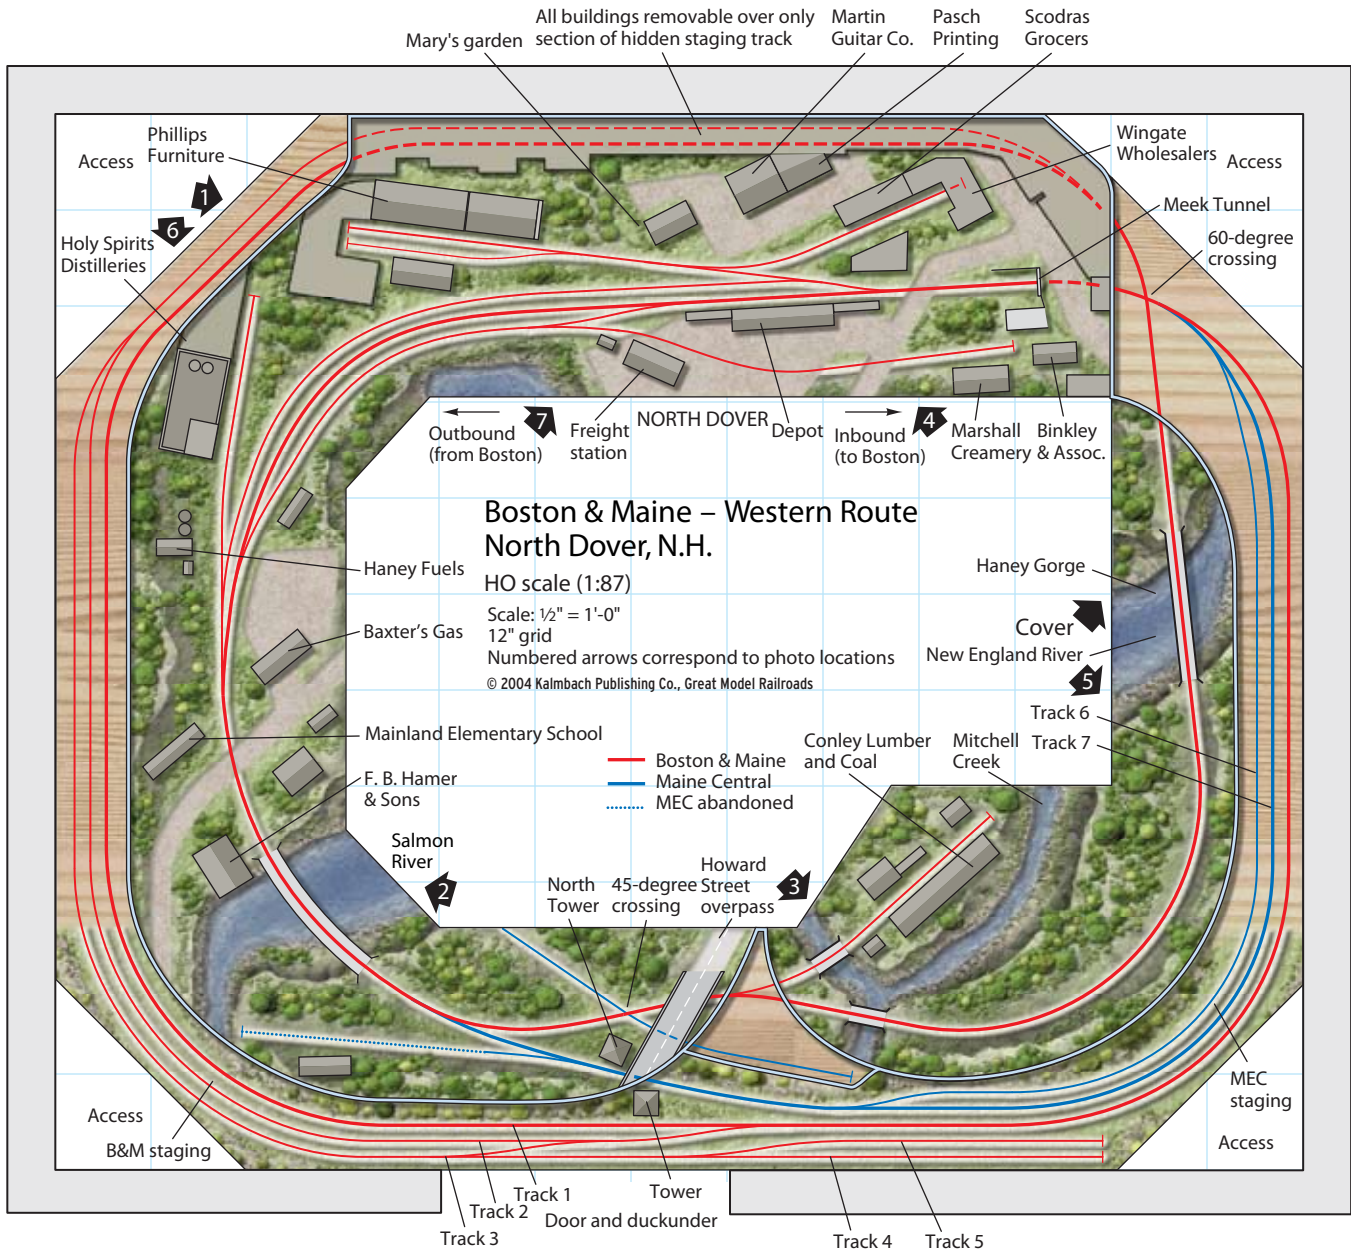 All buildings removable over only
section of hidden staging track
Mary's garden
Martin
Guitar Co.
Pasch
Printing
Scodras
Grocers
Phillips
Furniture
Access
1
6
Holy Spirits
Distilleries
Wingate
Wholesalers
Access
Meek Tunnel
60-degree
crossing
Outbound
(from Boston)
7
Freight
station
NORTH DOVER
Depot
Inbound
(to Boston)
4
Marshall
Creamery
Binkley
& Assoc.
Boston & Maine – Western Route
North Dover, N.H.
HO scale (1:87)
Scale: ½" = 1'-0"
12" grid
Numbered arrows correspond to photo locations
© 2004 Kalmbach Publishing Co., Great Model Railroads
Haney Fuels
Baxter's Gas
Mainland Elementary School
F. B. Hamer
& Sons
Haney Gorge
Cover
New England River
5
Track 6
Track 7
Boston & Maine
Maine Central
MEC abandoned
Conley Lumber
and Coal
Mitchell
Creek
Salmon
River
2
North
Tower
45-degree
crossing
Howard
Street
overpass
3
MEC
staging
Access
B&M staging
Access
Track 1
Track 2
Track 3
Tower
Door and duckunder
Track 4
Track 5